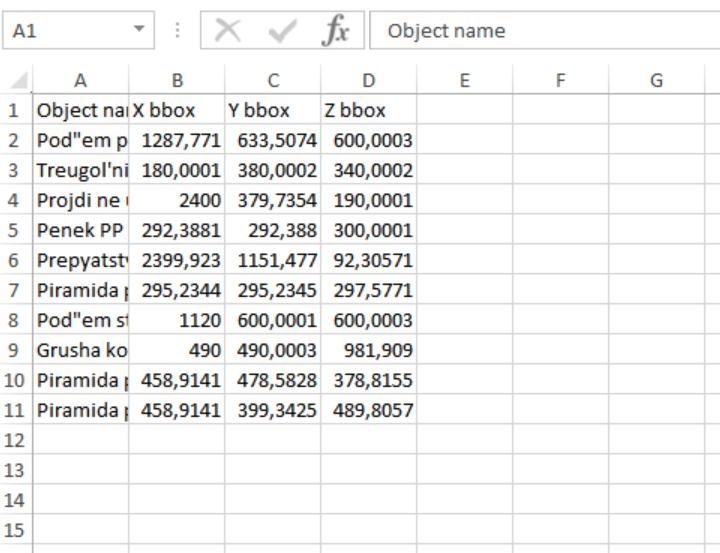 A1 fx Object name
A B C D E F G
1 Object nai X bbox Y bbox Z bbox
2 Pod"em p 1287,771 633,5074 600,0003
3 Treugol'ni 180,0001 380,0002 340,0002
4 Projdi ne 2400 379,7354 190,0001
5 Penek PP 292,3881 292,388 300,0001
6 Prepyatstv 2399,923 1151,477 92,30571
7 Piramida p 295,2344 295,2345 297,5771
8 Pod"em st 1120 600,0001 600,0003
9 Grusha ko 490 490,0003 981,909
10 Piramida p 458,9141 478,5828 378,8155
11 Piramida p 458,9141 399,3425 489,8057
12
13
14
15